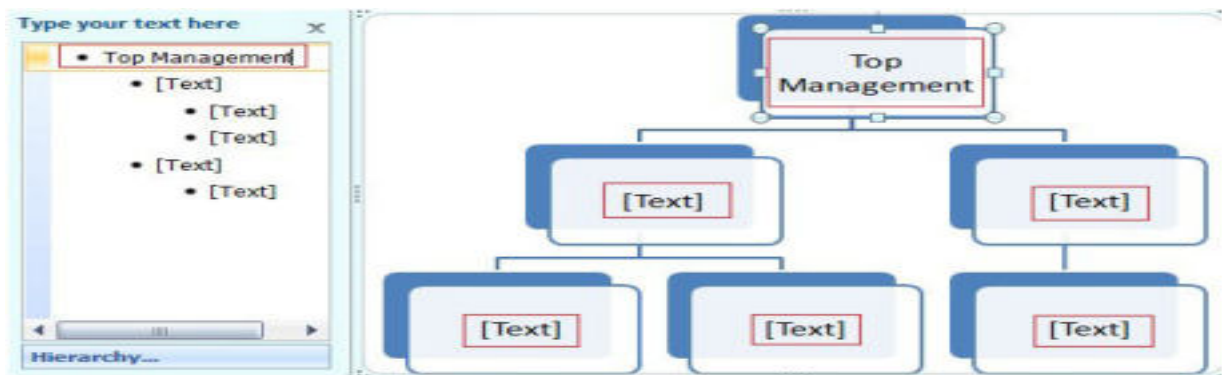 Type your text here
Top Management
[Text]
[Text]
[Text]
[Text]
[Text]
Hierarchy...
Top
Management
[Text]
[Text]
[Text]
[Text]
[Text]